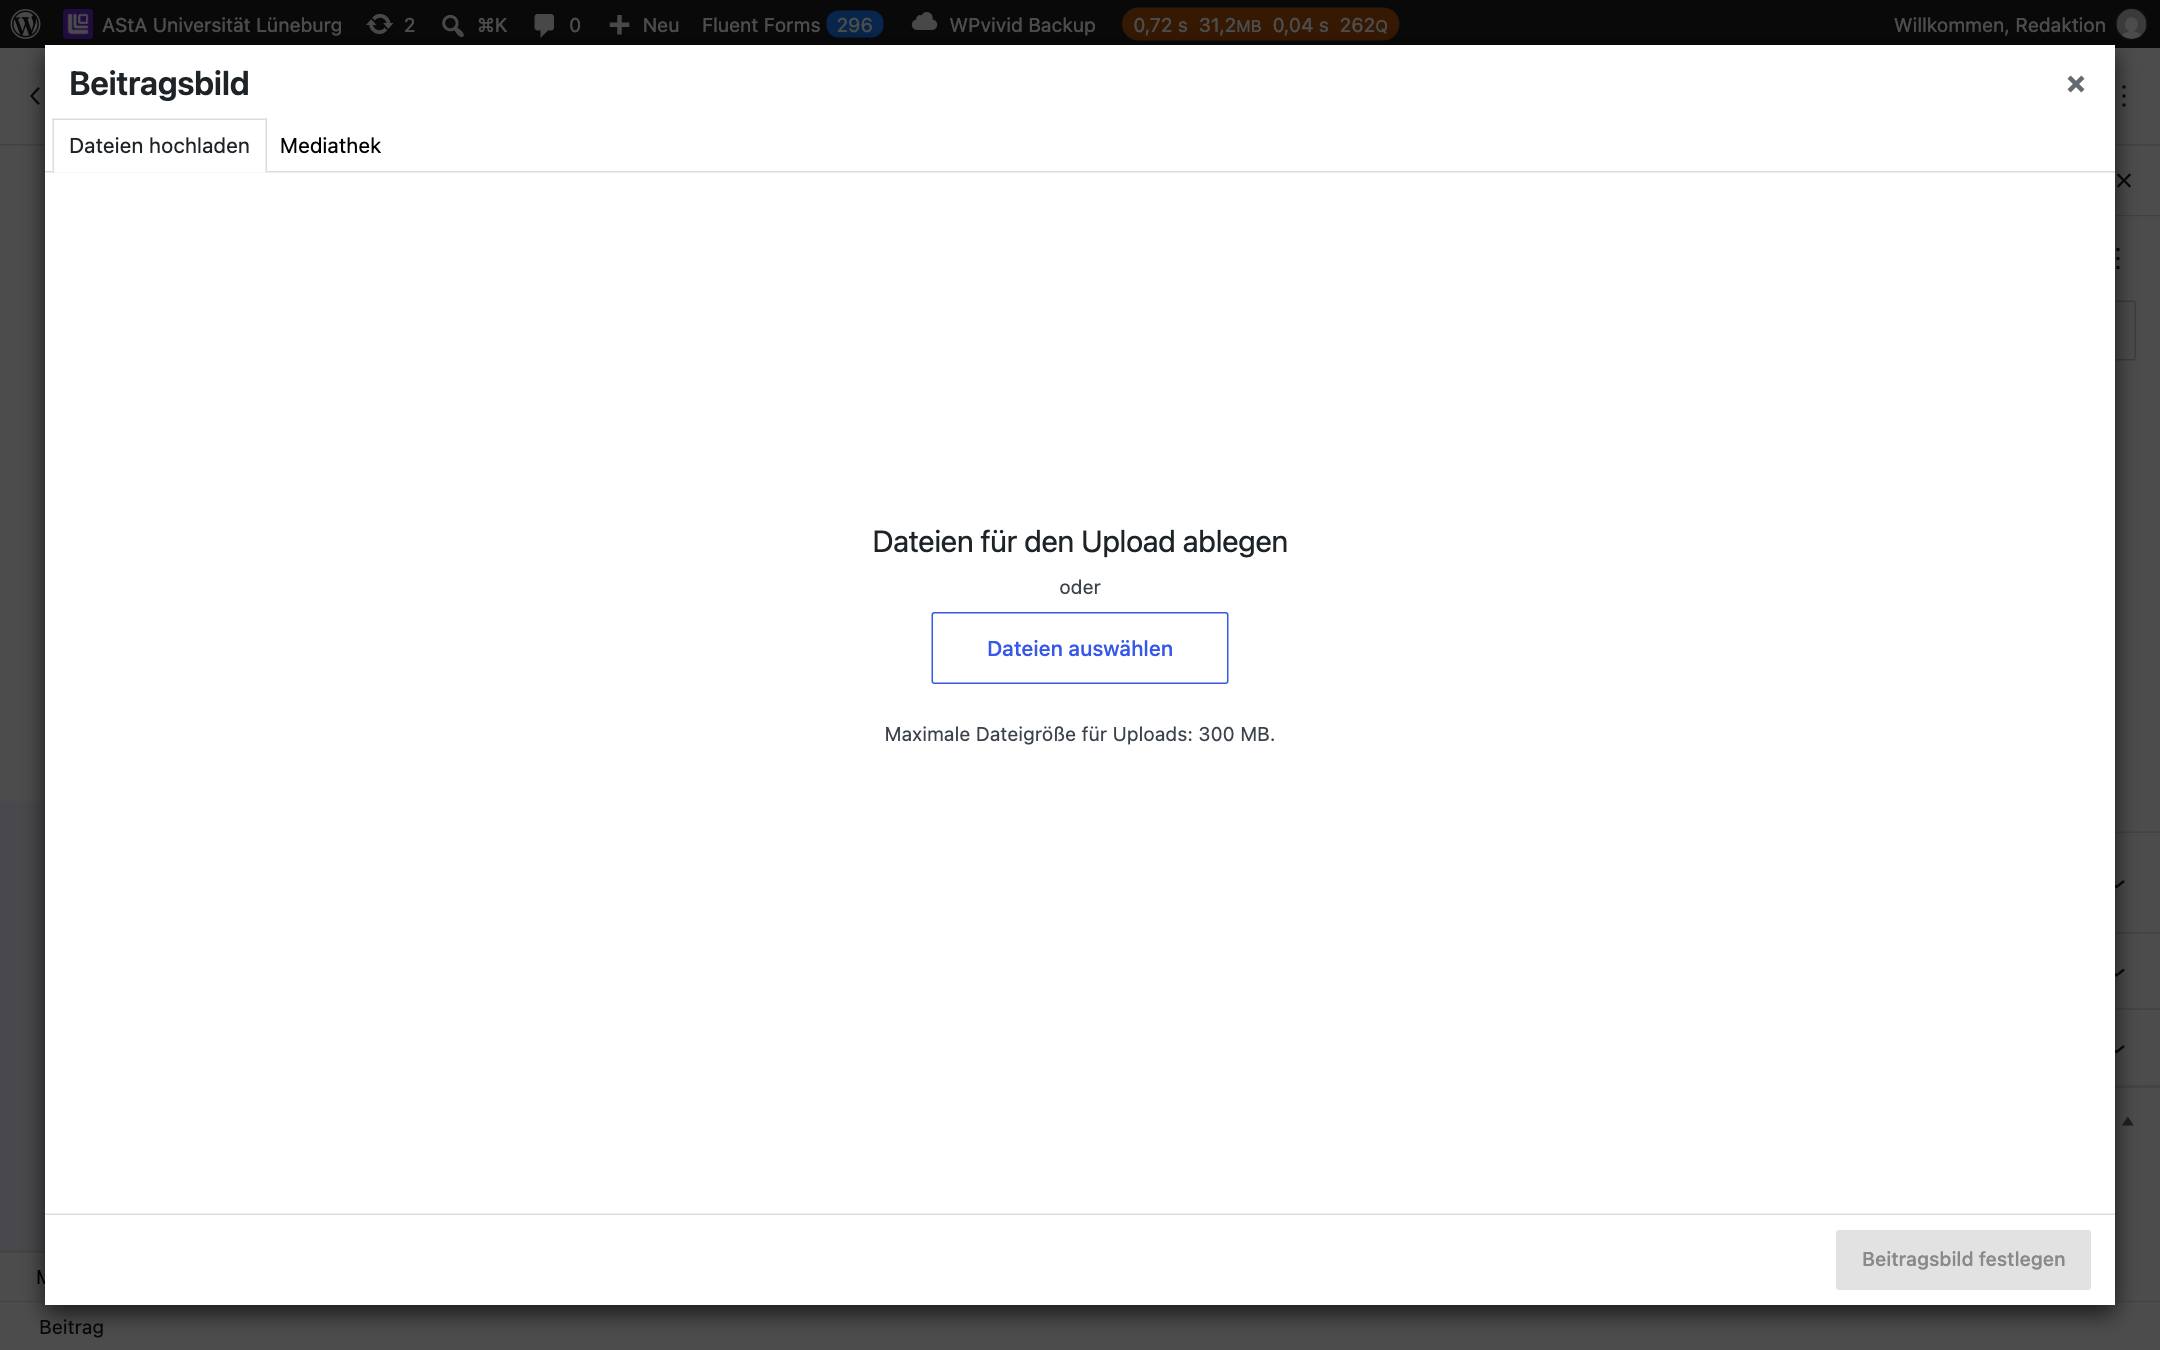 AStA Universität Lüneburg 2 ⌘K 0 Neu Fluent Forms 296 WPvivid Backup 0,72 s 31,2MB 0,04 s 262Q Willkommen, Redaktion
Beitragsbild
Dateien hochladen Mediathek
Dateien für den Upload ablegen
oder
Dateien auswählen
Maximale Dateigröße für Uploads: 300 MB.
Beitragsbild festlegen
Beitrag